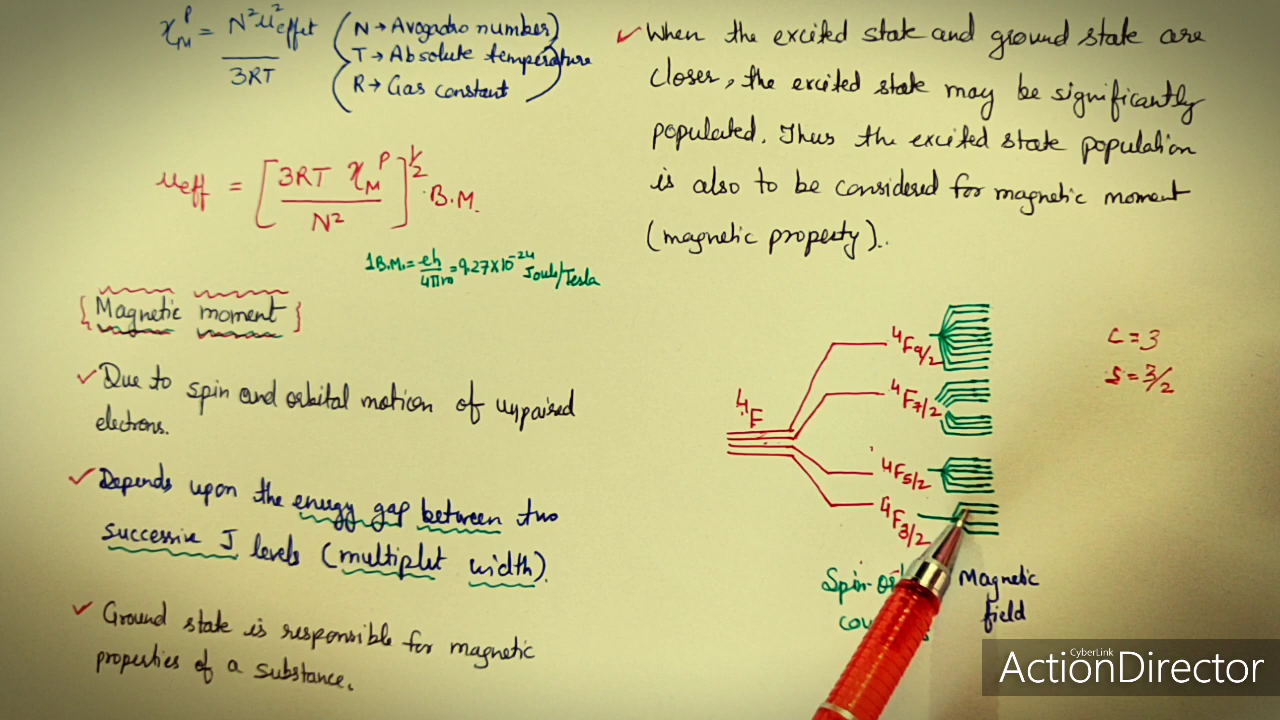 χ_M^P = N²μ²effet / 3RT
(N → Avogadro number)
T → Absolute temperature
R → Gas constant
μeff = [3RT χ_M^P / N²]^1/2 B.M.
1B.M. = eh/4πm = 9.27×10⁻²⁴ Joule/Tesla
{Magnetic moment}
✓ Due to spin and orbital motion of unpaired
electrons.
✓ Depends upon the energy gap between two
successive J levels (multiplet width).
✓ Ground state is responsible for magnetic
properties of a substance.
✓ When the excited state and ground state are
closer, the excited state may be significantly
populated. Thus the excited state population
is also to be considered for magnetic moment
(magnetic property).
⁴F
⁴F9/2
⁴F7/2
⁴F5/2
⁴F3/2
L = 3
S = 3/2
Magnetic
field
CyberLink
ActionDirector